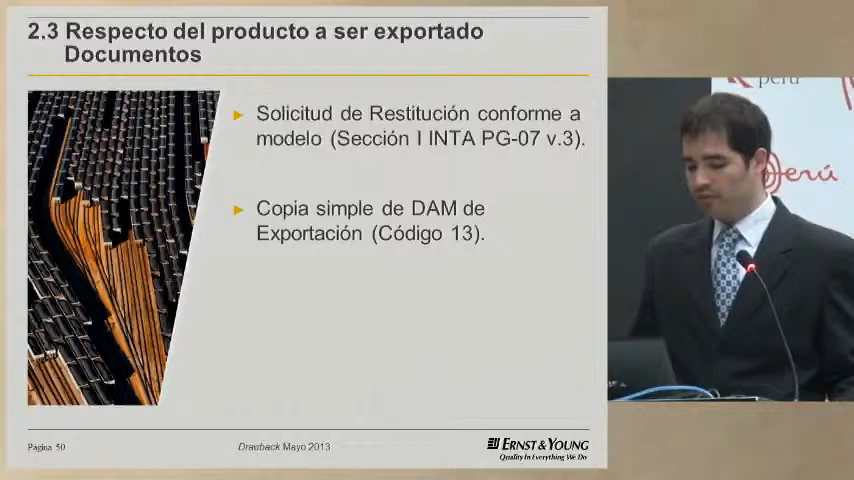 2.3 Respecto del producto a ser exportado
Documentos
► Solicitud de Restitución conforme a
modelo (Sección I INTA PG-07 v.3).
► Copia simple de DAM de
Exportación (Código 13).
Página 50
Drawback Mayo 2013
ERNST & YOUNG
Quality In Everything We Do
perú
Perú